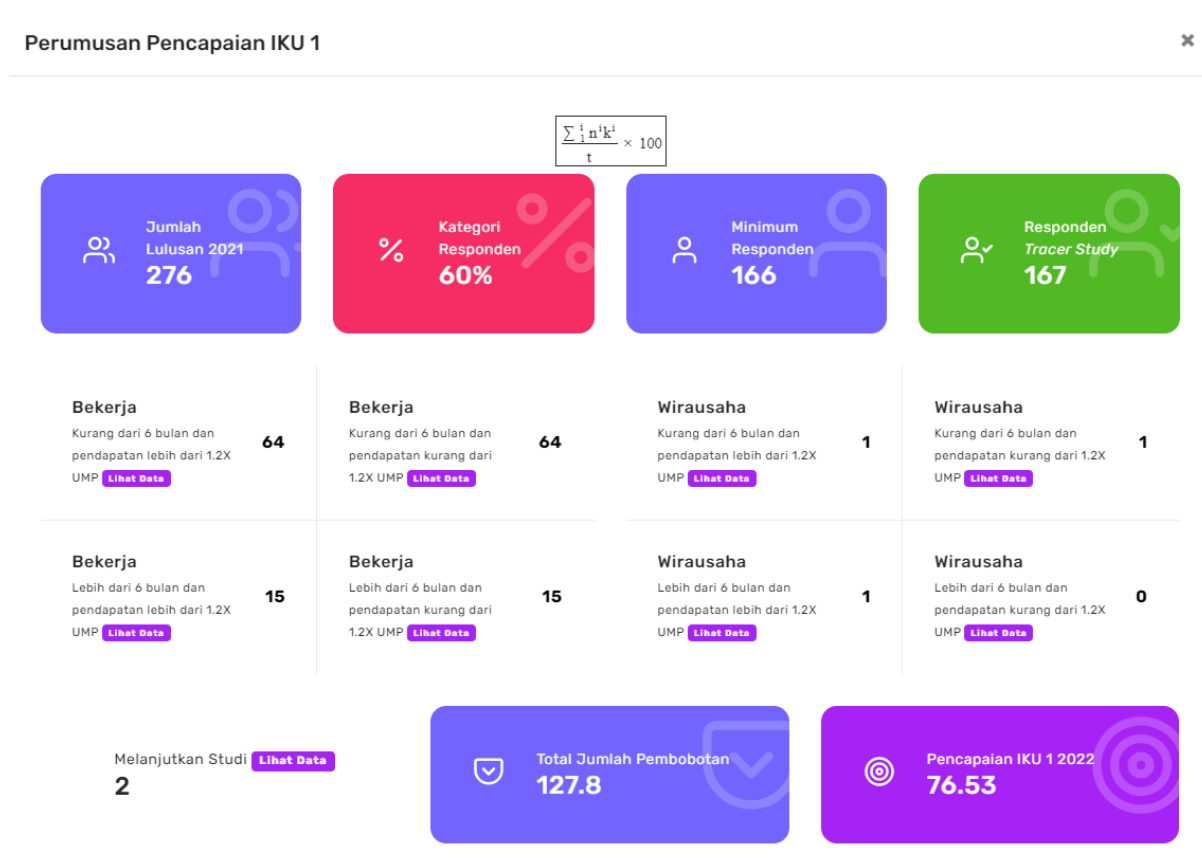 Perumusan Pencapaian IKU 1
×
∑ i 1 nⁱkⁱ
t
× 100
Jumlah
Lulusan 2021
276
Kategori
Responden
60%
Minimum
Responden
166
Responden
Tracer Study
167
Bekerja
Kurang dari 6 bulan dan
pendapatan lebih dari 1.2X
UMP Lihat Data
64
Bekerja
Kurang dari 6 bulan dan
pendapatan kurang dari
1.2X UMP Lihat Data
64
Wirausaha
Kurang dari 6 bulan dan
pendapatan lebih dari 1.2X
UMP Lihat Data
1
Wirausaha
Kurang dari 6 bulan dan
pendapatan kurang dari 1.2X
UMP Lihat Data
1
Bekerja
Lebih dari 6 bulan dan
pendapatan lebih dari 1.2X
UMP Lihat Data
15
Bekerja
Lebih dari 6 bulan dan
pendapatan kurang dari
1.2X UMP Lihat Data
15
Wirausaha
Lebih dari 6 bulan dan
pendapatan lebih dari 1.2X
UMP Lihat Data
1
Wirausaha
Lebih dari 6 bulan dan
pendapatan kurang dari 1.2X
UMP Lihat Data
0
Melanjutkan Studi Lihat Data
2
Total Jumlah Pembobotan
127.8
Pencapaian IKU 1 2022
76.53